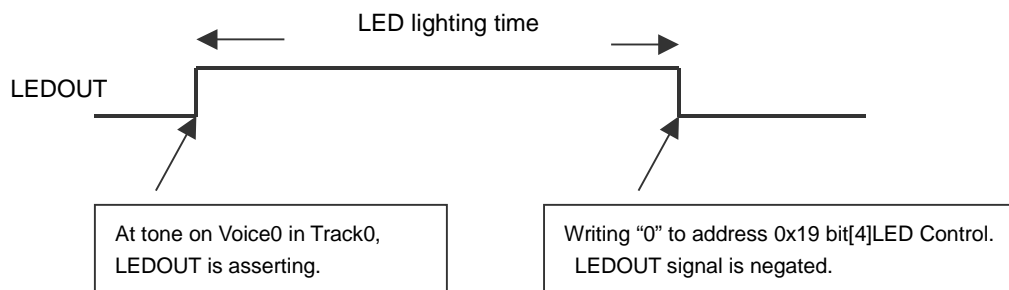 LED lighting time
LEDOUT
At tone on Voice0 in Track0,
LEDOUT is asserting.
Writing “0” to address 0x19 bit[4]LED Control.
LEDOUT signal is negated.